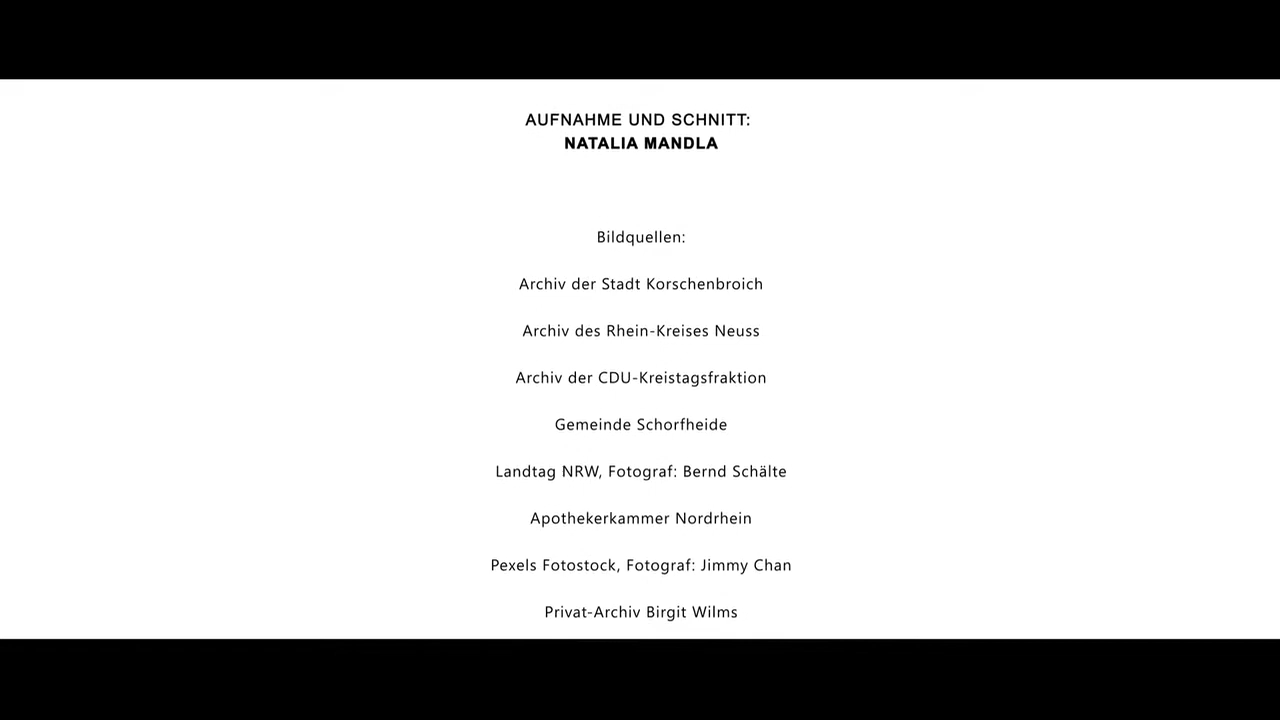 AUFNAHME UND SCHNITT:
NATALIA MANDLA
Bildquellen:
Archiv der Stadt Korschenbroich
Archiv des Rhein-Kreises Neuss
Archiv der CDU-Kreistagsfraktion
Gemeinde Schorfheide
Landtag NRW, Fotograf: Bernd Schälte
Apothekerkammer Nordrhein
Pexels Fotostock, Fotograf: Jimmy Chan
Privat-Archiv Birgit Wilms